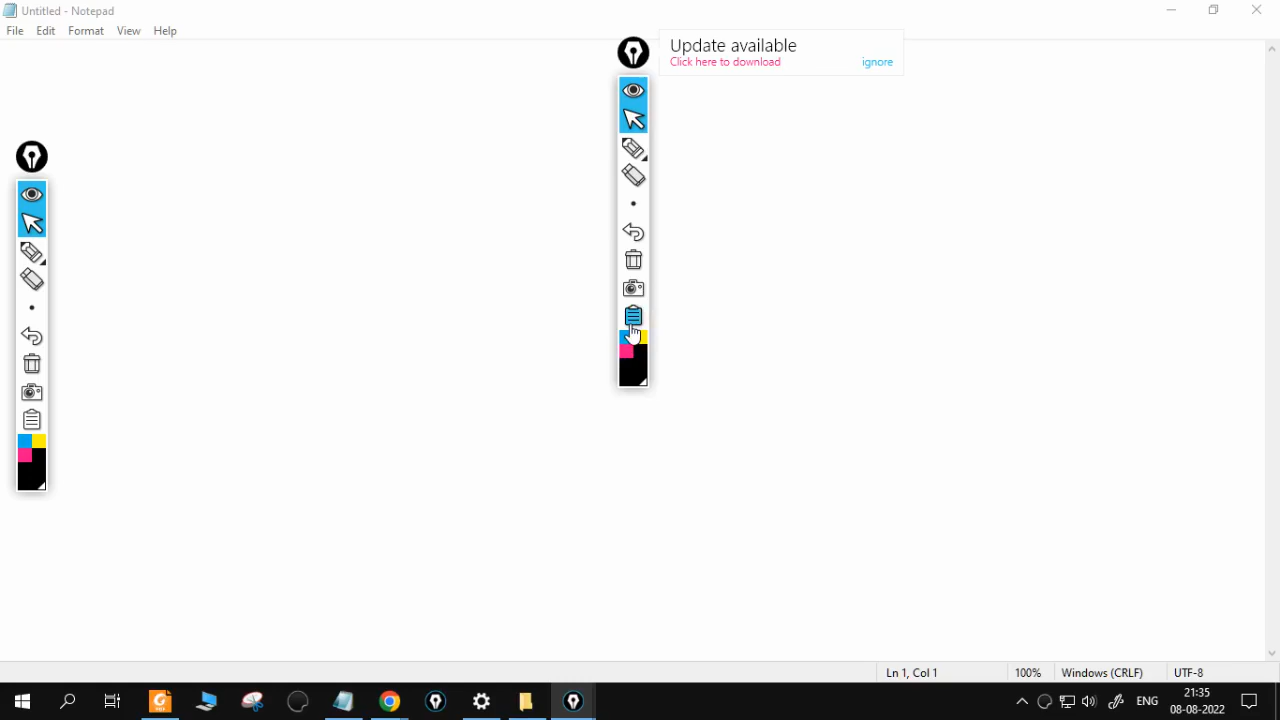 Untitled - Notepad
File Edit Format View Help
Update available
Click here to download ignore
Ln 1, Col 1 100% Windows (CRLF) UTF-8
ENG
21:35
08-08-2022